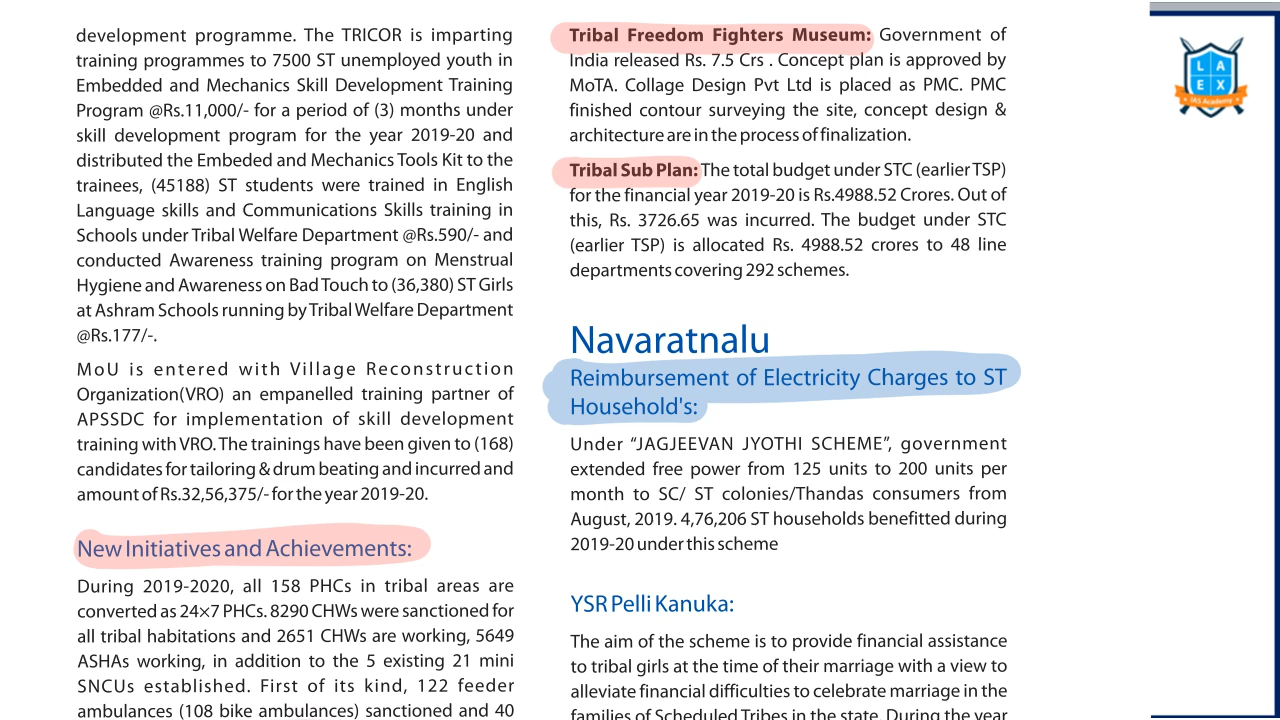 development programme. The TRICOR is imparting
training programmes to 7500 ST unemployed youth in
Embedded and Mechanics Skill Development Training
Program @Rs.11,000/- for a period of (3) months under
skill development program for the year 2019-20 and
distributed the Embeded and Mechanics Tools Kit to the
trainees, (45188) ST students were trained in English
Language skills and Communications Skills training in
Schools under Tribal Welfare Department @Rs.590/- and
conducted Awareness training program on Menstrual
Hygiene and Awareness on Bad Touch to (36,380) ST Girls
at Ashram Schools running by Tribal Welfare Department
@Rs.177/-.
MoU is entered with Village Reconstruction
Organization(VRO) an empanelled training partner of
APSSDC for implementation of skill development
training with VRO. The trainings have been given to (168)
candidates for tailoring & drum beating and incurred and
amount of Rs.32,56,375/- for the year 2019-20.
New Initiatives and Achievements:
During 2019-2020, all 158 PHCs in tribal areas are
converted as 24×7 PHCs. 8290 CHWs were sanctioned for
all tribal habitations and 2651 CHWs are working, 5649
ASHAs working, in addition to the 5 existing 21 mini
SNCUs established. First of its kind, 122 feeder
ambulances (108 bike ambulances) sanctioned and 40
Tribal Freedom Fighters Museum: Government of
India released Rs. 7.5 Crs . Concept plan is approved by
MoTA. Collage Design Pvt Ltd is placed as PMC. PMC
finished contour surveying the site, concept design &
architecture are in the process of finalization.
Tribal Sub Plan: The total budget under STC (earlier TSP)
for the financial year 2019-20 is Rs.4988.52 Crores. Out of
this, Rs. 3726.65 was incurred. The budget under STC
(earlier TSP) is allocated Rs. 4988.52 crores to 48 line
departments covering 292 schemes.
Navaratnalu
Reimbursement of Electricity Charges to ST
Household's:
Under “JAGJEEVAN JYOTHI SCHEME”, government
extended free power from 125 units to 200 units per
month to SC/ ST colonies/Thandas consumers from
August, 2019. 4,76,206 ST households benefitted during
2019-20 under this scheme
YSR Pelli Kanuka:
The aim of the scheme is to provide financial assistance
to tribal girls at the time of their marriage with a view to
alleviate financial difficulties to celebrate marriage in the
families of Scheduled Tribes in the state. During the year
L A
E X
IAS Academy